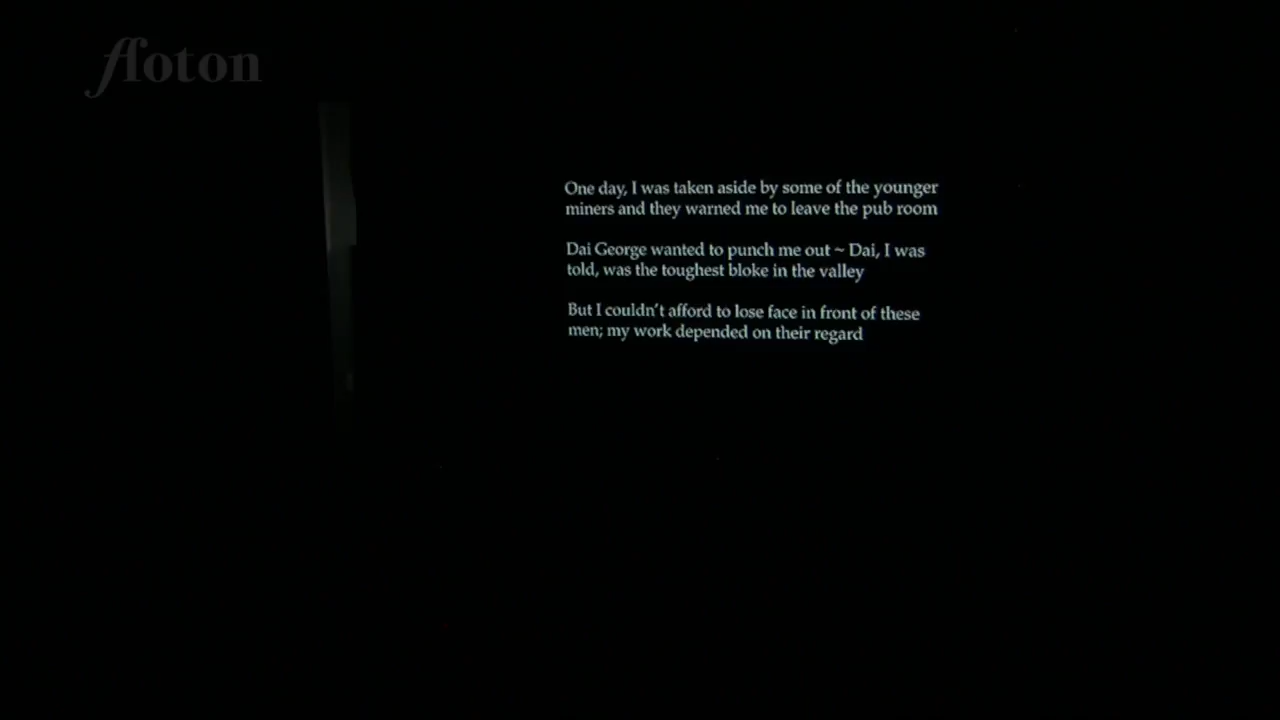 ffoton
One day, I was taken aside by some of the younger
miners and they warned me to leave the pub room
Dai George wanted to punch me out ~ Dai, I was
told, was the toughest bloke in the valley
But I couldn't afford to lose face in front of these
men; my work depended on their regard